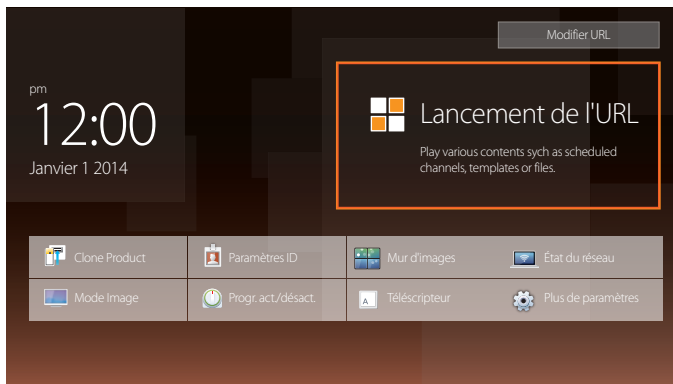 Modifier URL
pm
12:00
Janvier 1 2014
Lancement de l'URL
Play various contents sych as scheduled
channels, templates or files.
Clone Product
Paramètres ID
Mur d'images
État du réseau
Mode Image
Progr. act./désact.
A
Téléscripteur
Plus de paramètres